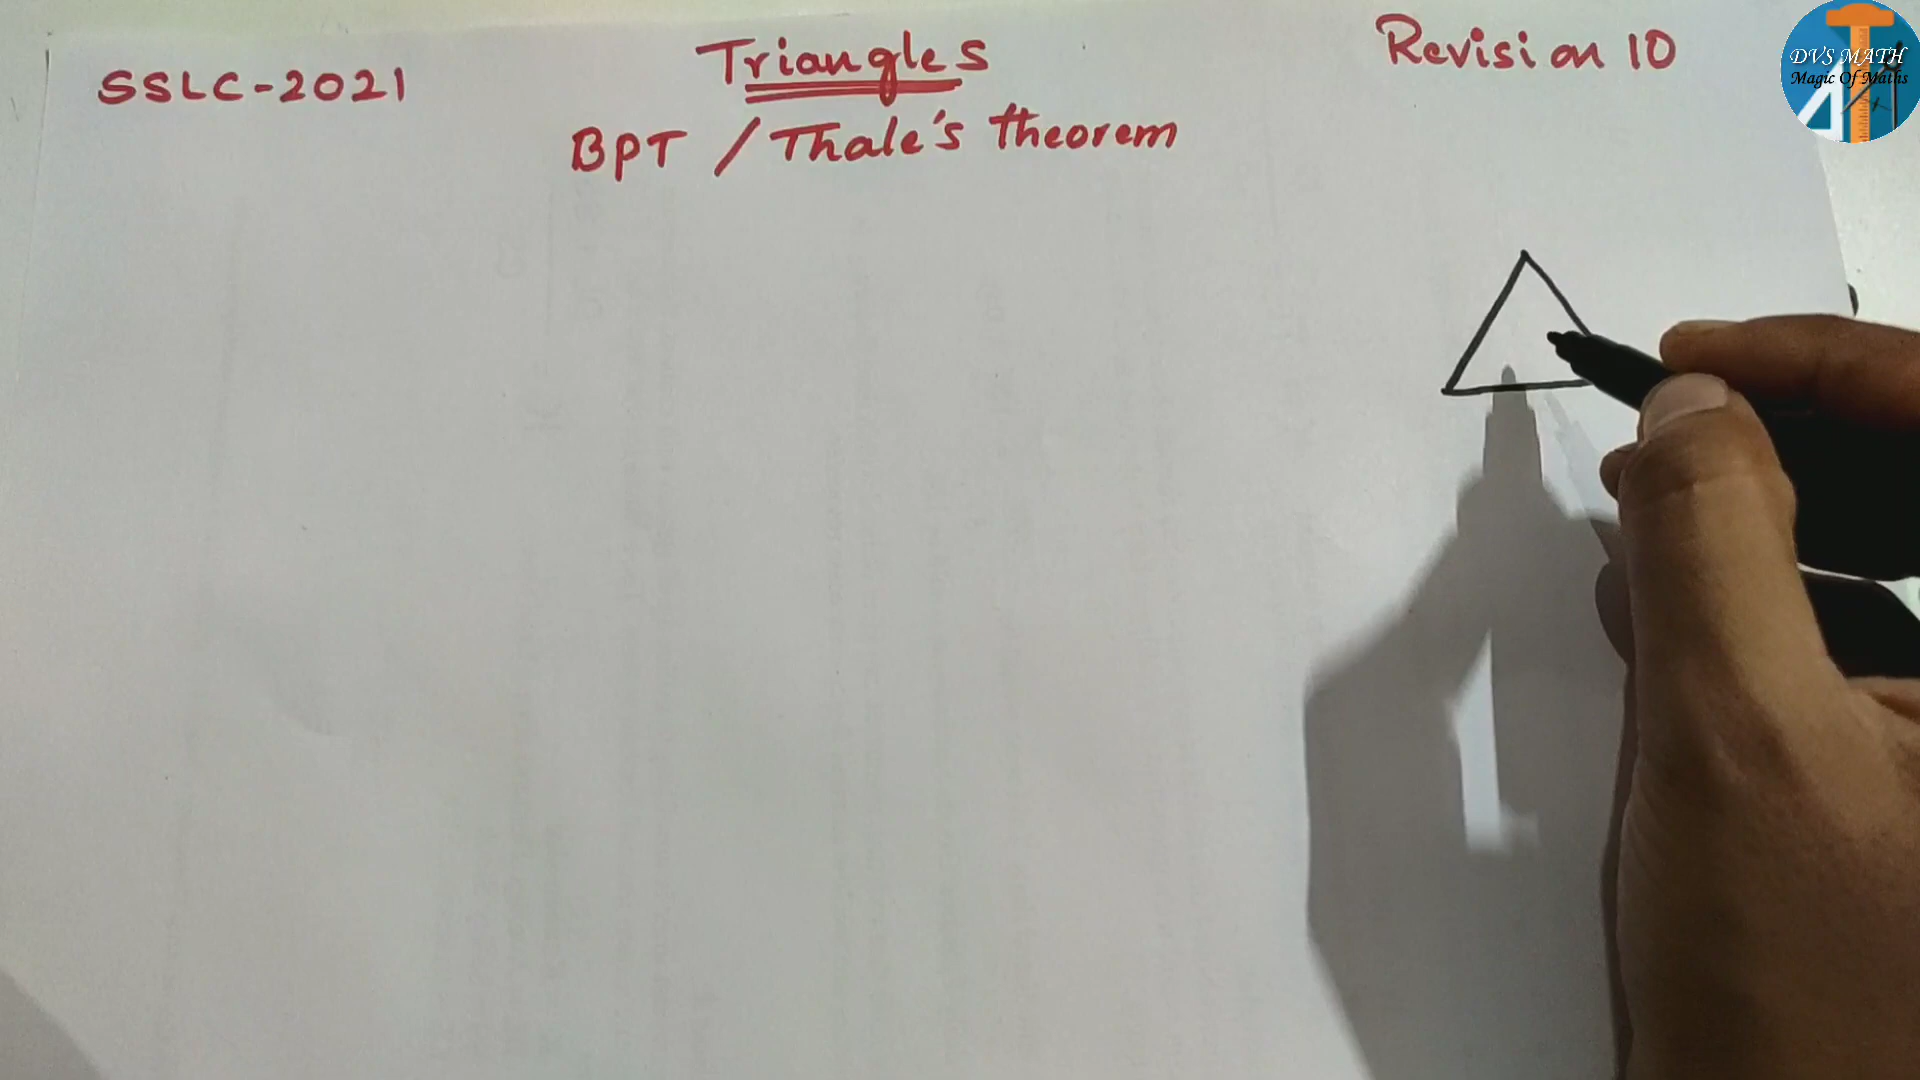 SSLC-2021
Triangles
Revision 10
BPT / Thale's theorem
DVS MATH
Magic Of Maths